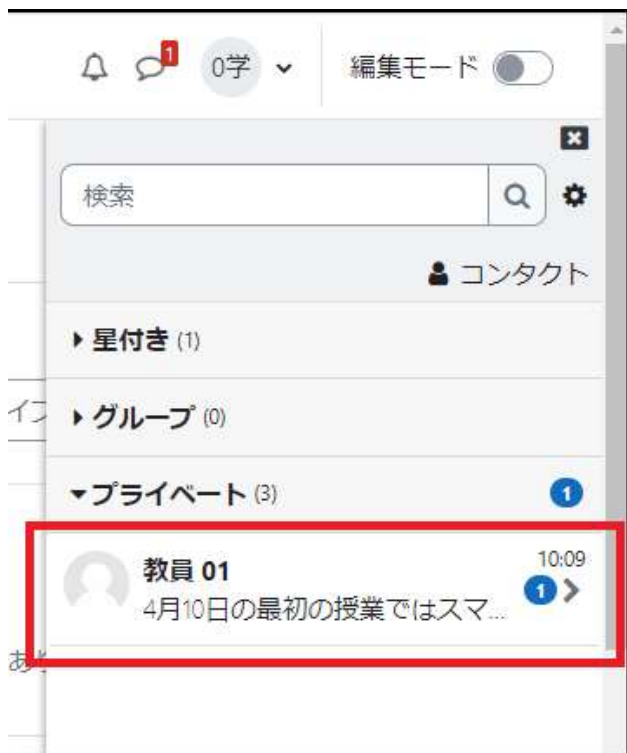 1
0学
編集モード
検索
コンタクト
星付き (1)
グループ (0)
プライベート (3) 1
教員 01 10:09
4月10日の最初の授業ではスマ... 1